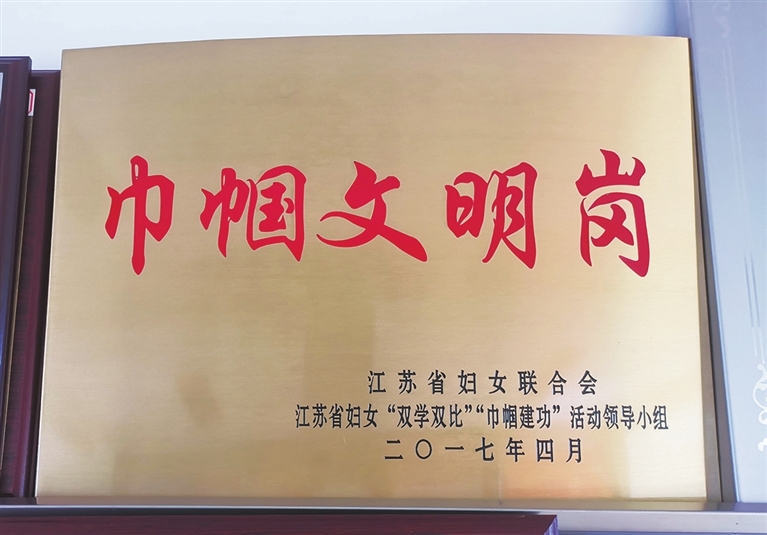 巾帼文明岗
江苏省妇女联合会
江苏省妇女“双学双比”“巾帼建功”活动领导小组
二〇一七年四月